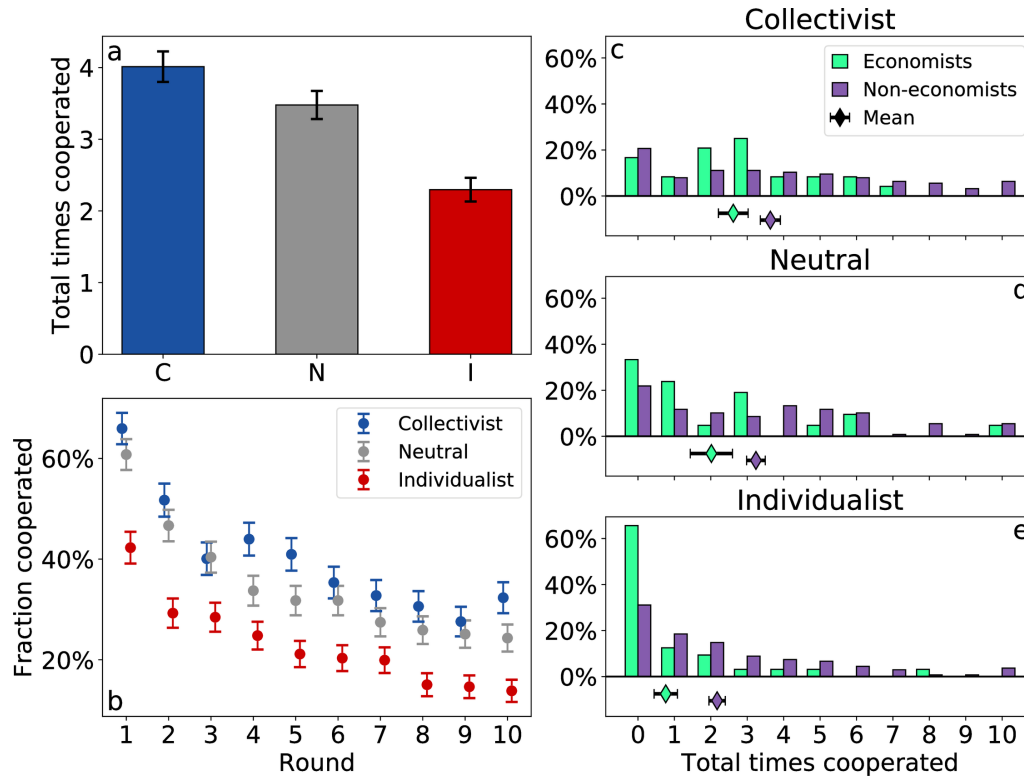 a
Total times cooperated
4
3
2
1
0
C
N
I
b
Fraction cooperated
60%
40%
20%
Collectivist
Neutral
Individualist
1 2 3 4 5 6 7 8 9 10
Round
Collectivist
c
60%
40%
20%
0%
Economists
Non-economists
Mean
Neutral
d
60%
40%
20%
0%
Individualist
e
60%
40%
20%
0%
0 1 2 3 4 5 6 7 8 9 10
Total times cooperated